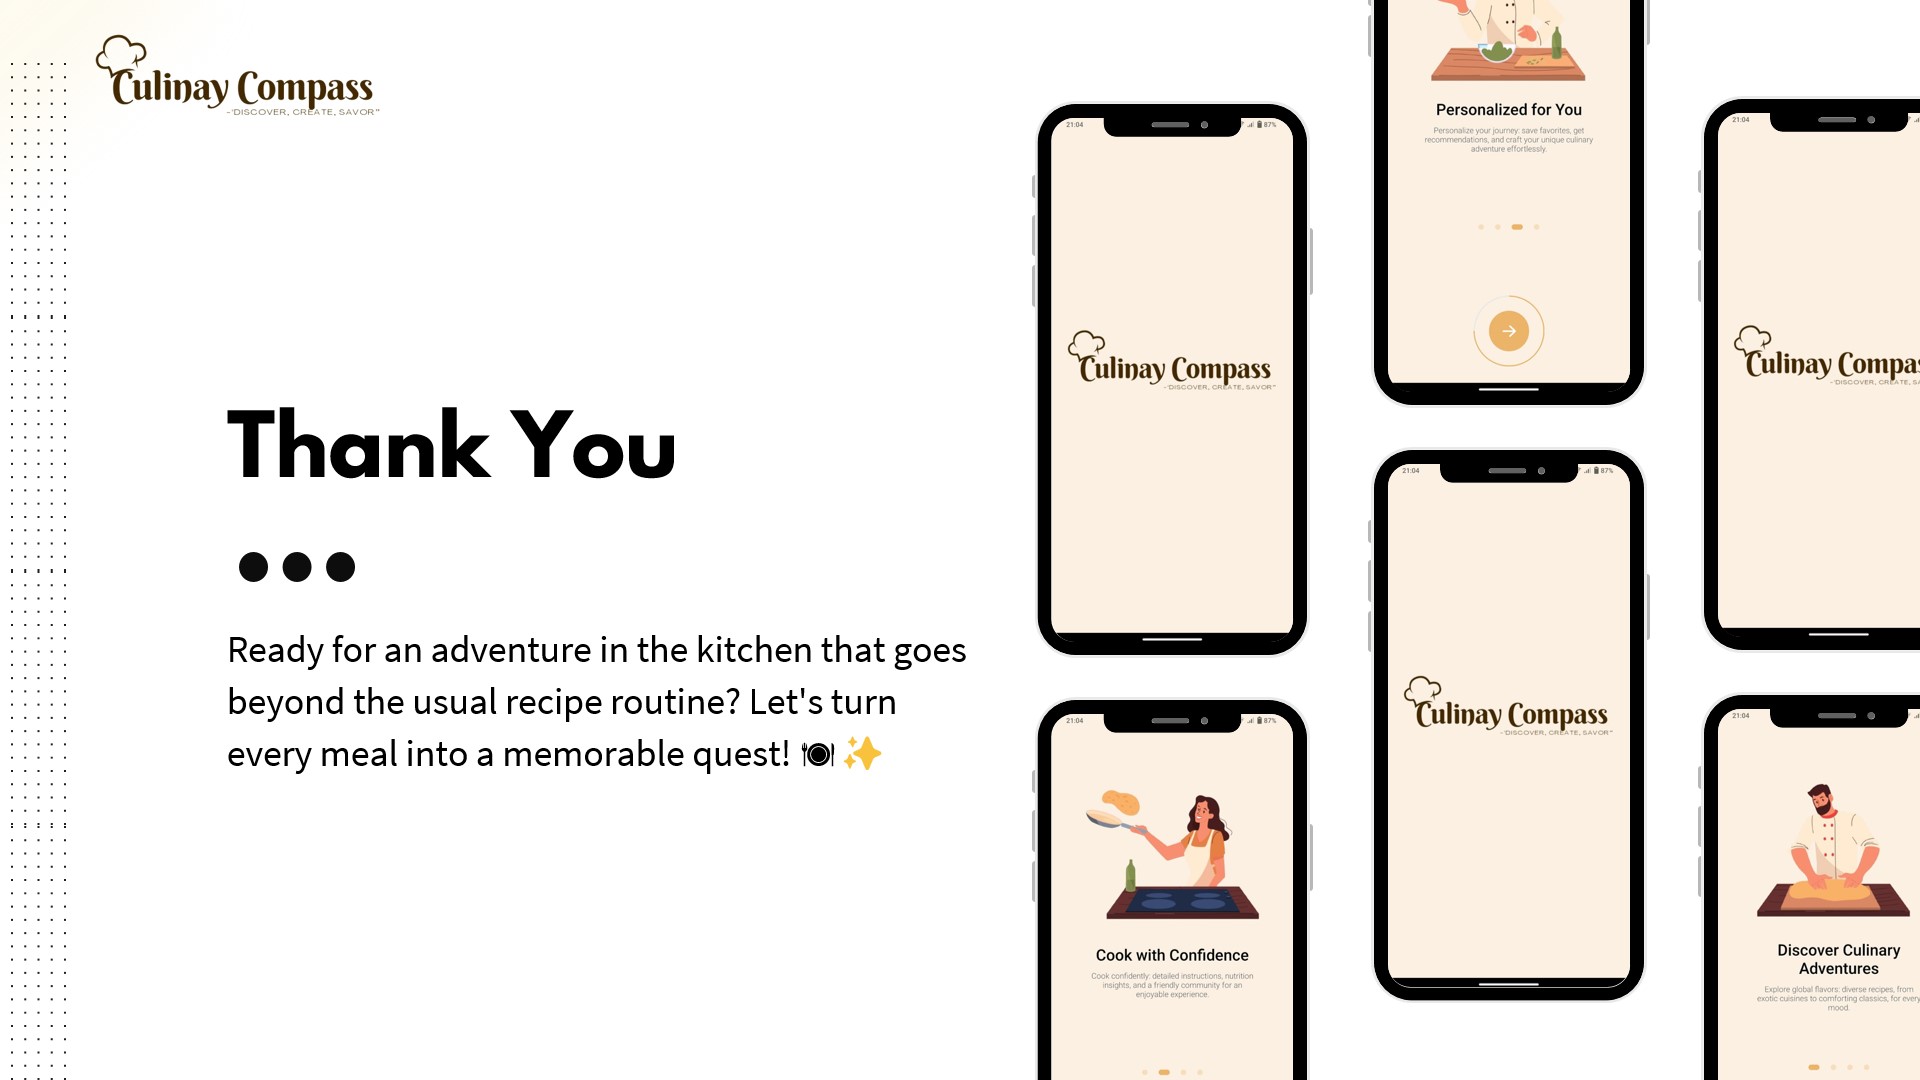 Culinay Compass
-"DISCOVER, CREATE, SAVOR"
Thank You
Ready for an adventure in the kitchen that goes
beyond the usual recipe routine? Let's turn
every meal into a memorable quest! 🍽️✨
21:04
87%
Culinay Compass
-"DISCOVER, CREATE, SAVOR"
21:04
87%
Cook with Confidence
Cook confidently: detailed instructions, nutrition
insights, and a friendly community for an
enjoyable experience.
Personalized for You
Personalize your journey: save favorites, get
recommendations, and craft your unique culinary
adventure effortlessly.
21:04
87%
Culinay Compass
-"DISCOVER, CREATE, SAVOR"
21:04
Culinay Compas
-"DISCOVER, CREATE, SAV
21:04
Discover Culinary
Adventures
Explore global flavors: diverse recipes, from
exotic cuisines to comforting classics, for every
mood.